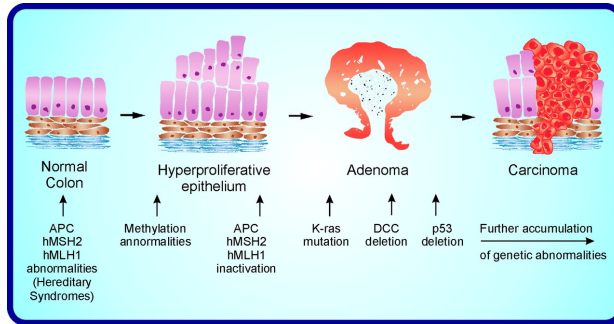 Normal
Colon
Hyperproliferative
epithelium
Adenoma
Carcinoma
APC
hMSH2
hMLH1
abnormalities
(Hereditary
Syndromes)
Methylation
annormalities
APC
hMSH2
hMLH1
inactivation
K-ras
mutation
DCC
deletion
p53
deletion
Further accumulation
of genetic abnormalities